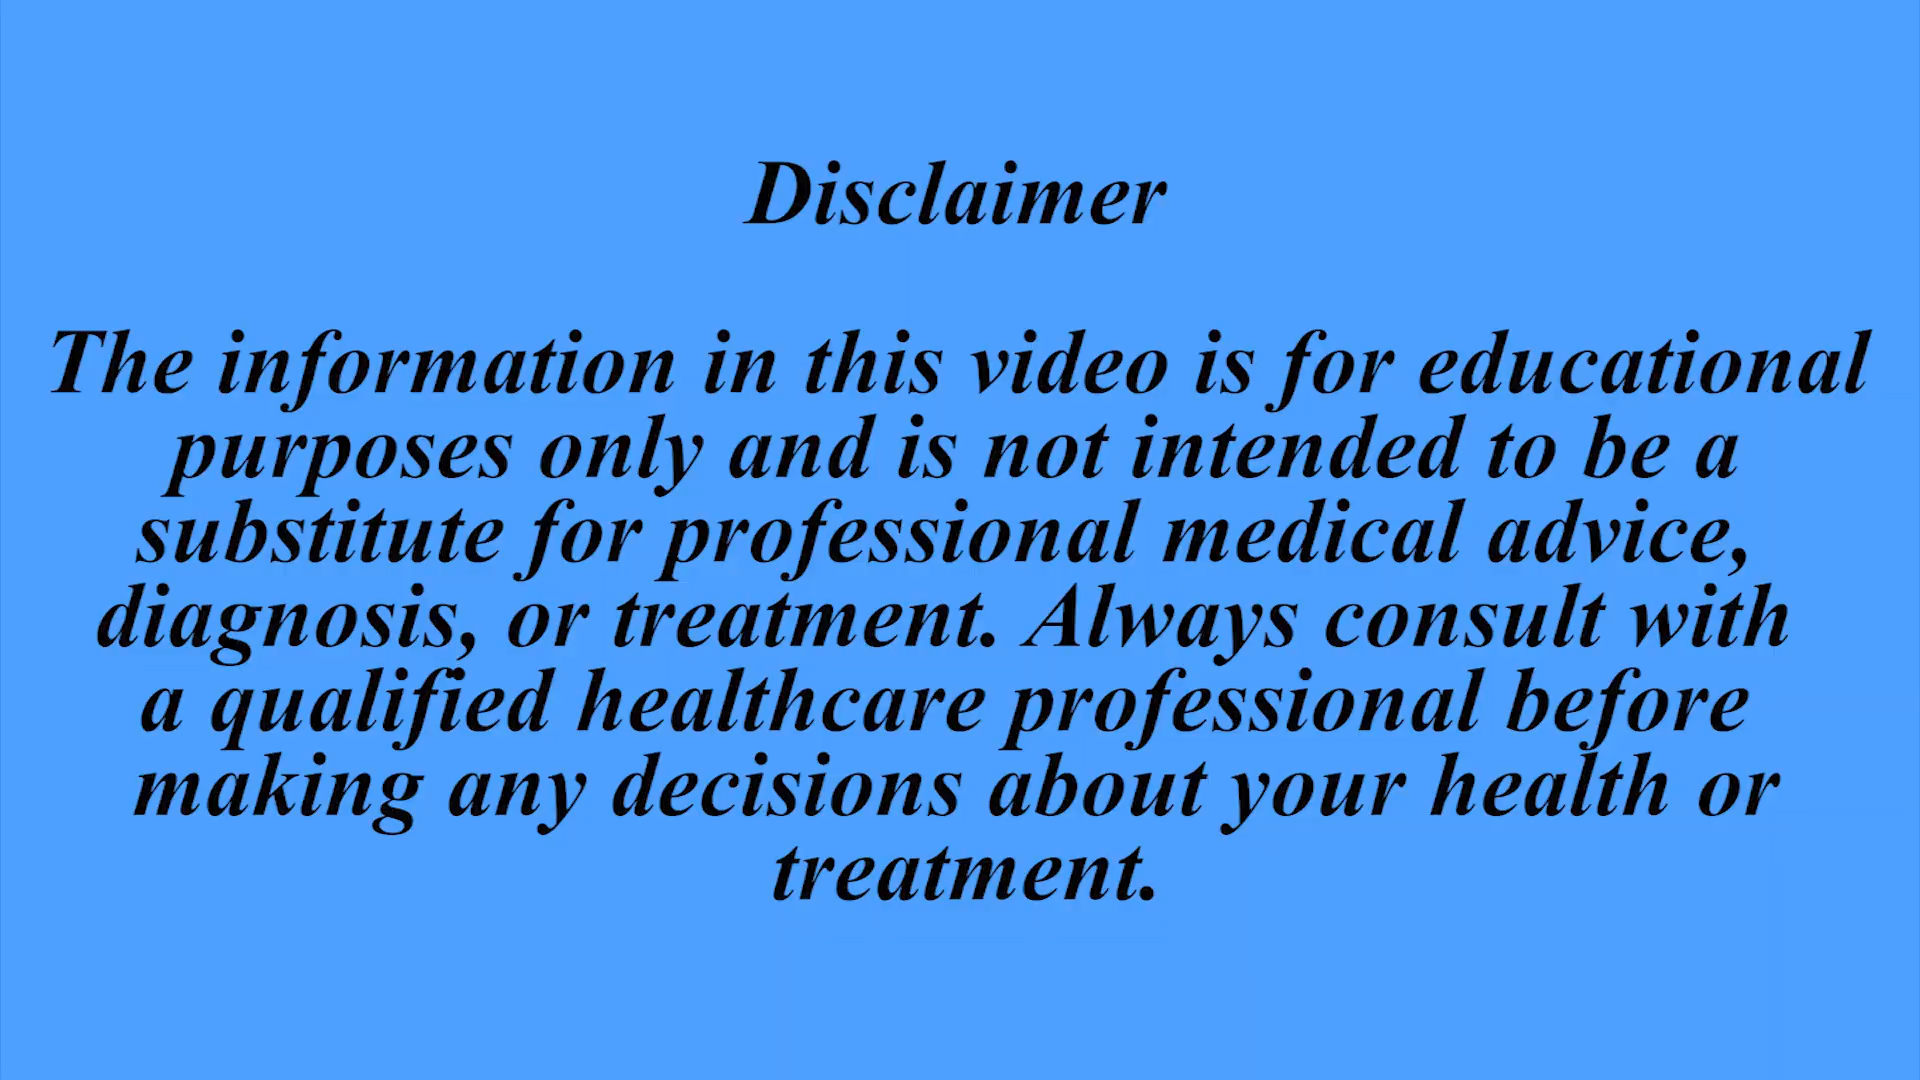 Disclaimer
The information in this video is for educational
purposes only and is not intended to be a
substitute for professional medical advice,
diagnosis, or treatment. Always consult with
a qualified healthcare professional before
making any decisions about your health or
treatment.